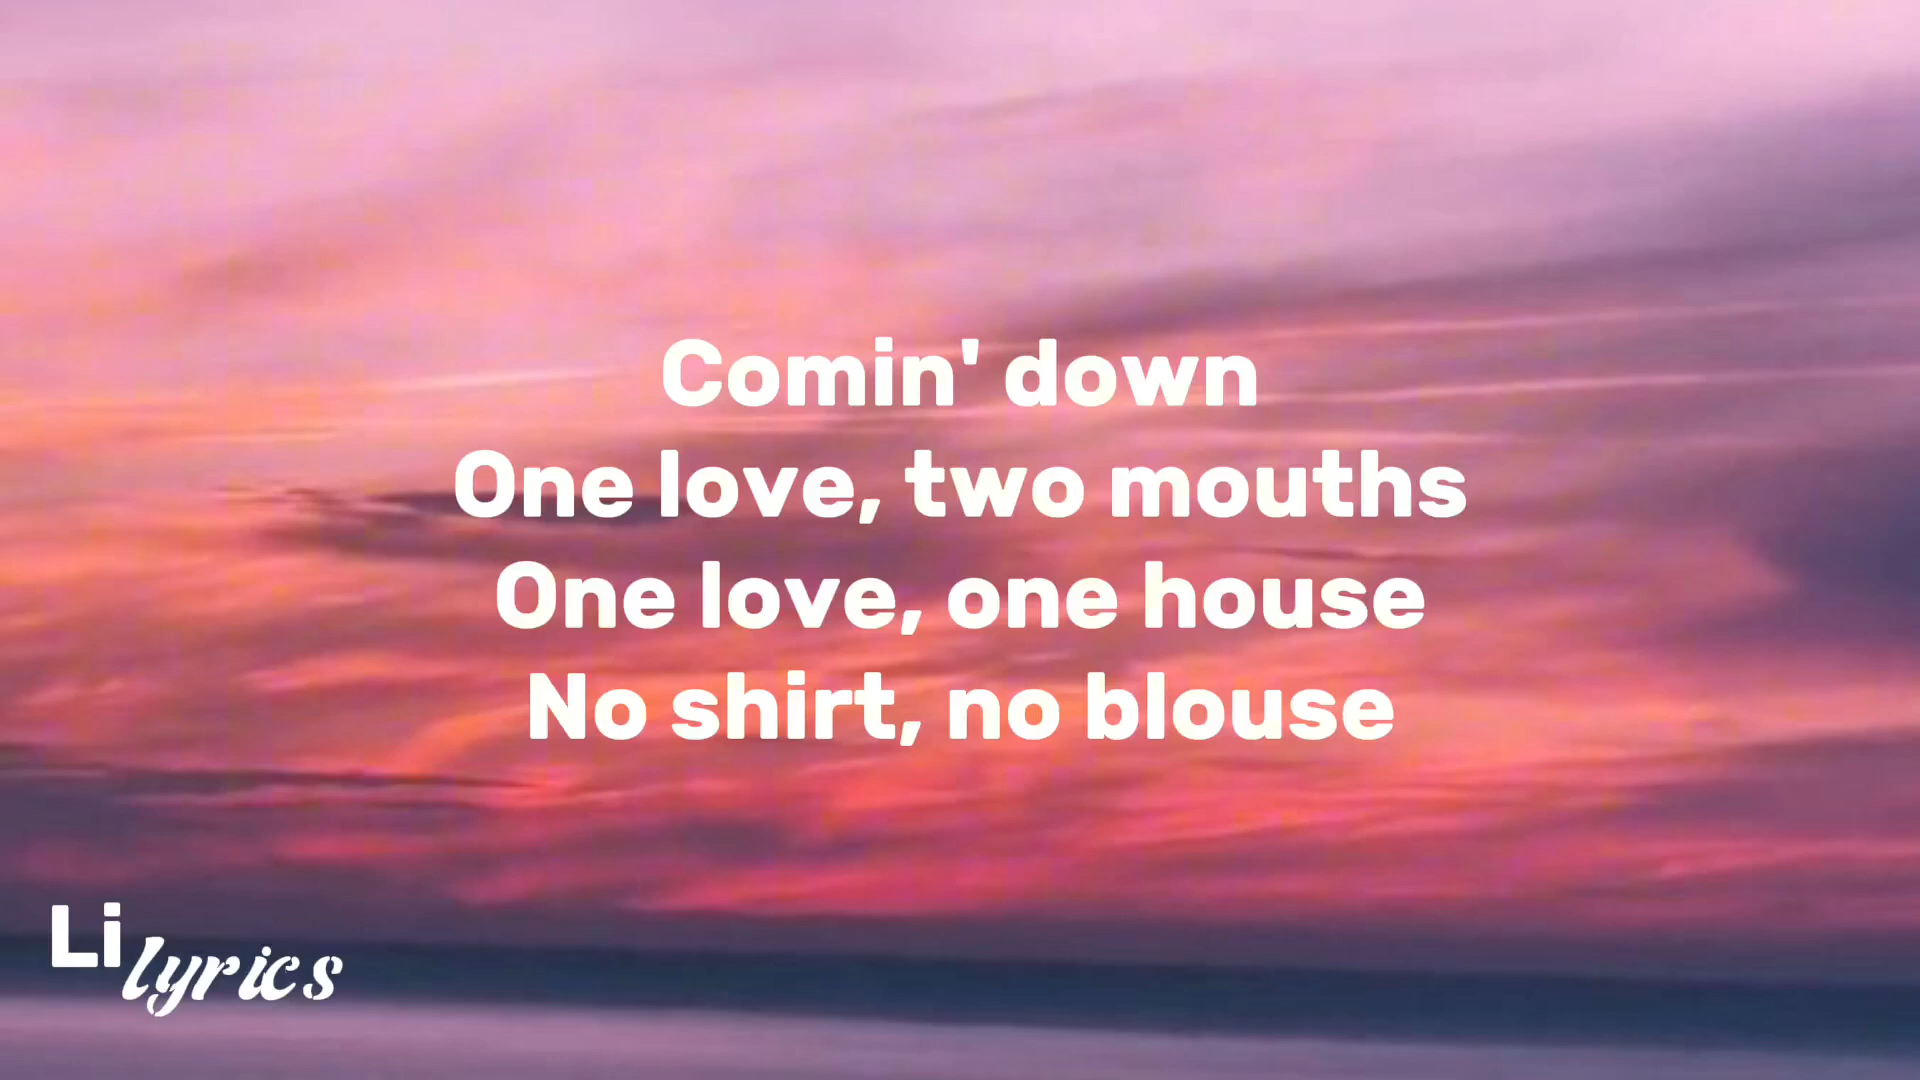 Comin' down
One love, two mouths
One love, one house
No shirt, no blouse
Li lyrics